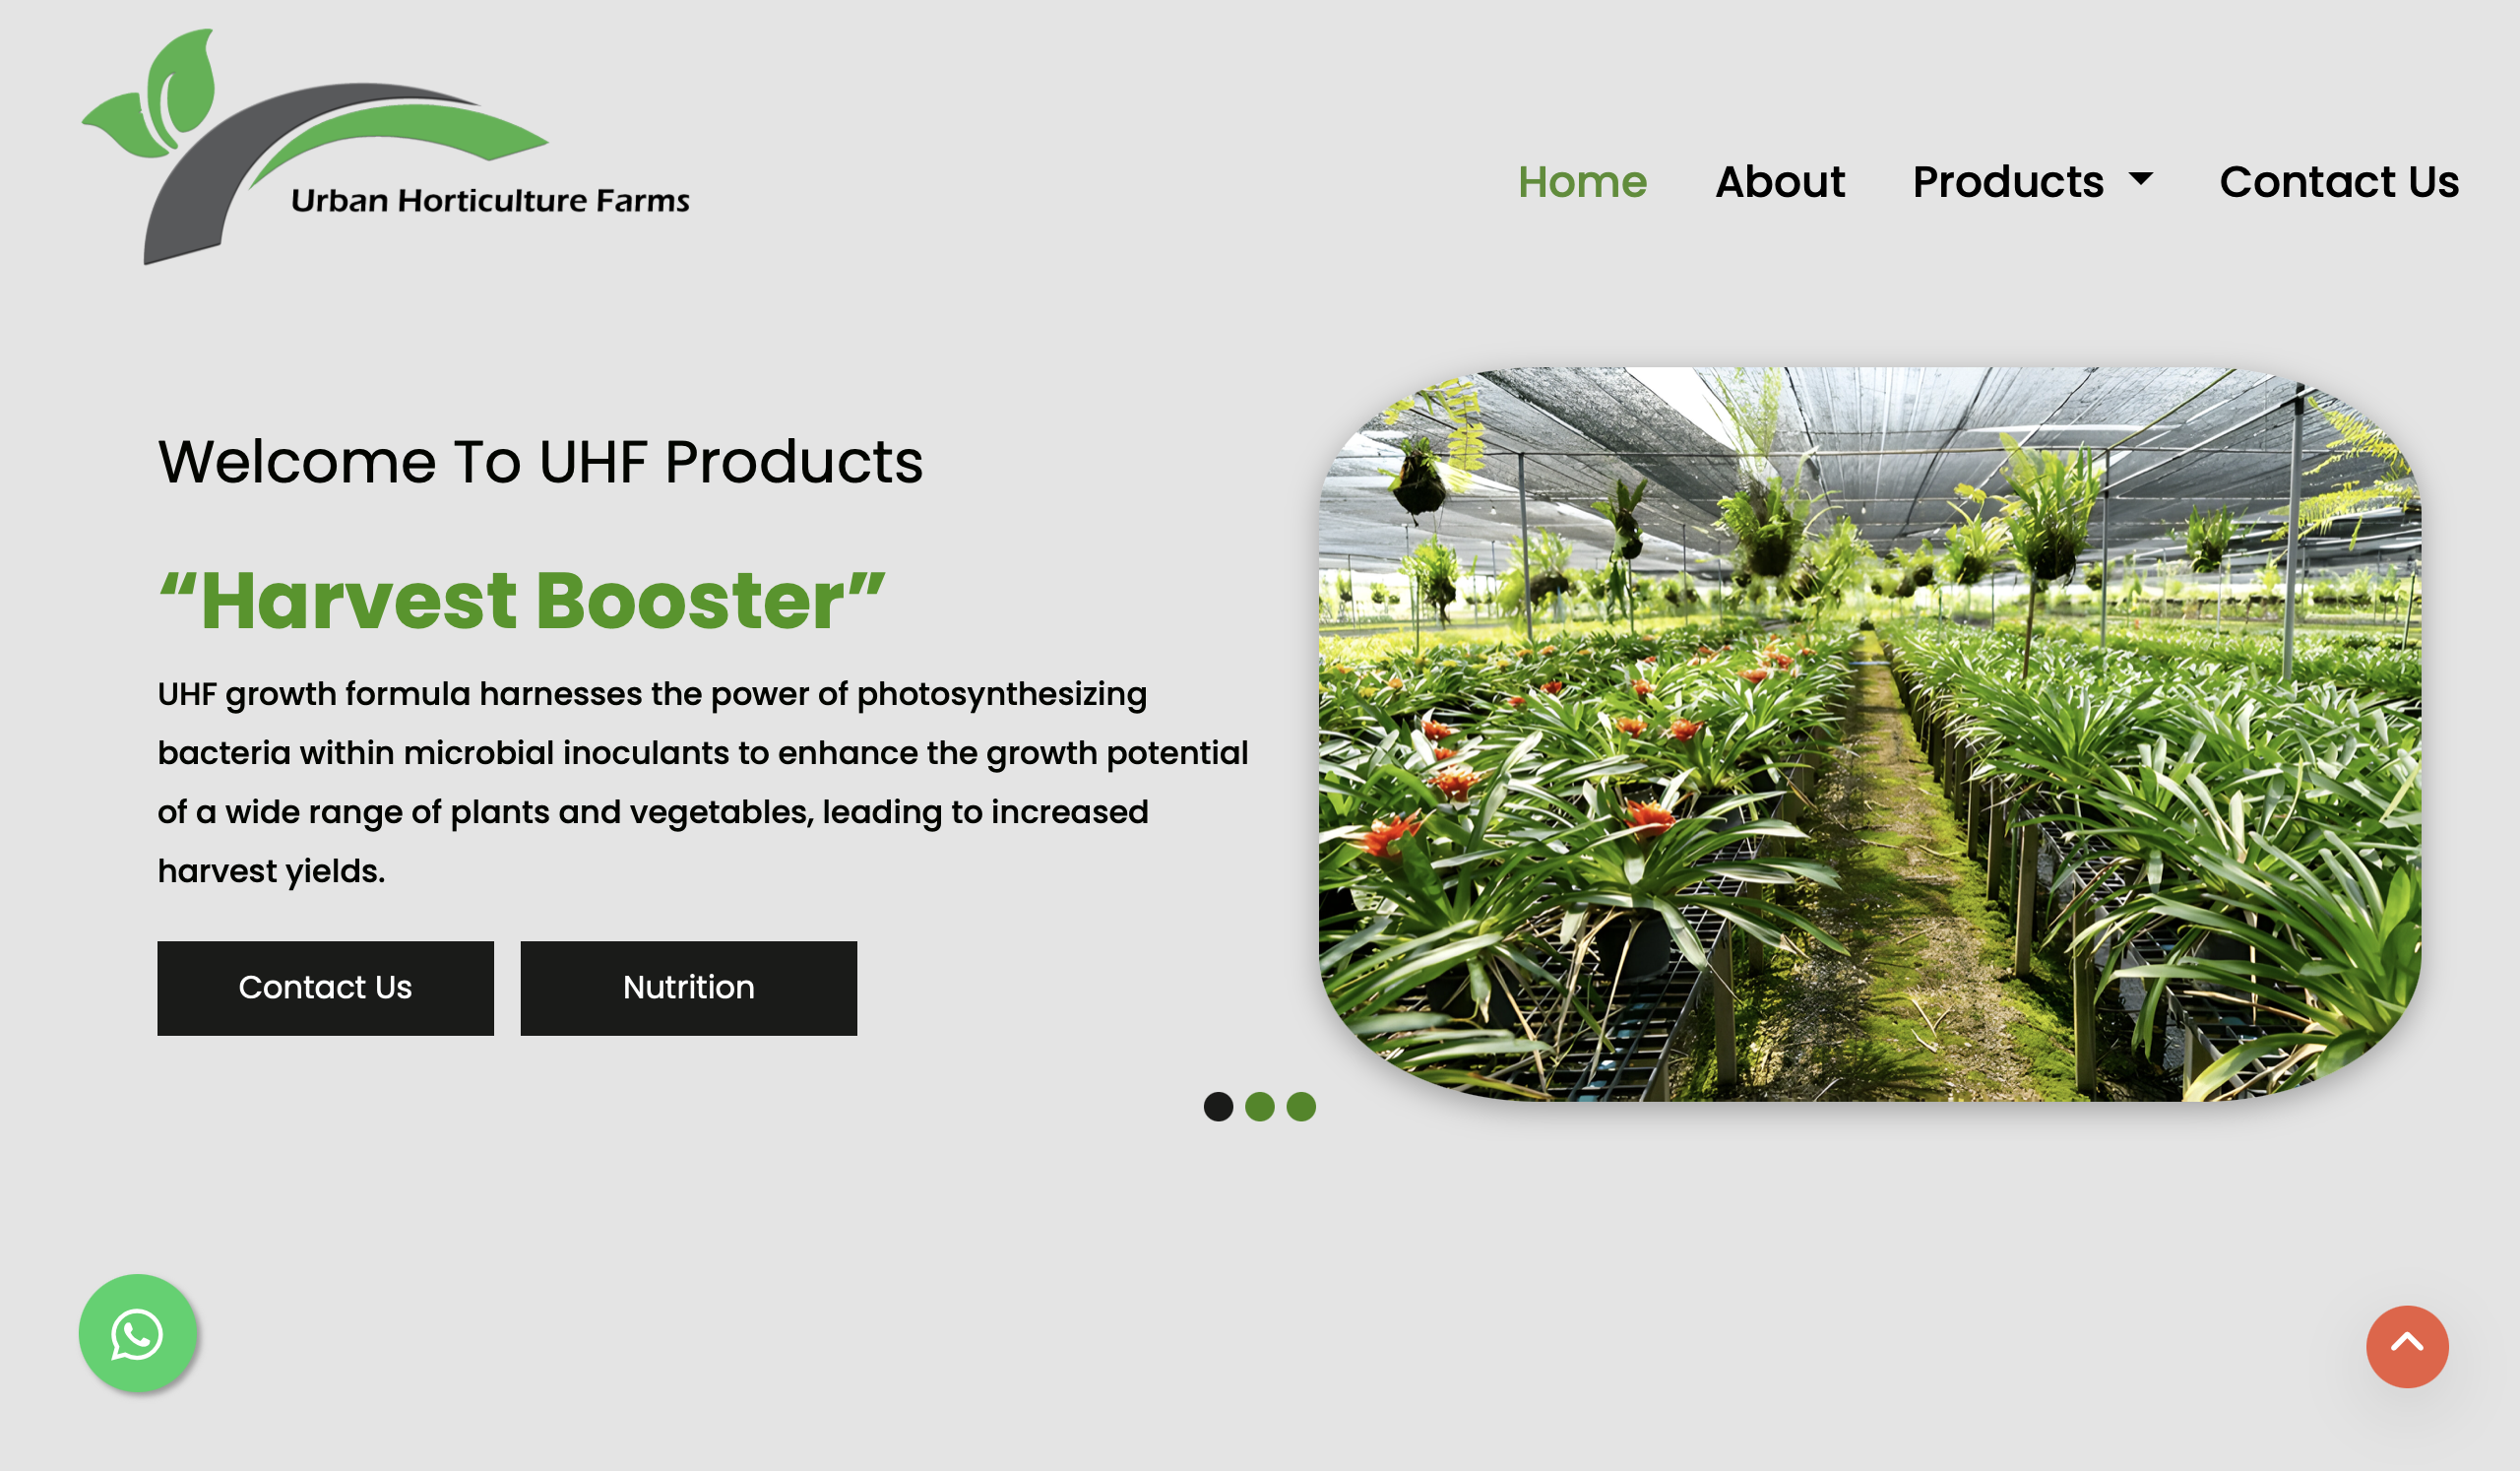 Urban Horticulture Farms
Home About Products Contact Us
Welcome To UHF Products
“Harvest Booster”
UHF growth formula harnesses the power of photosynthesizing
bacteria within microbial inoculants to enhance the growth potential
of a wide range of plants and vegetables, leading to increased
harvest yields.
Contact Us Nutrition